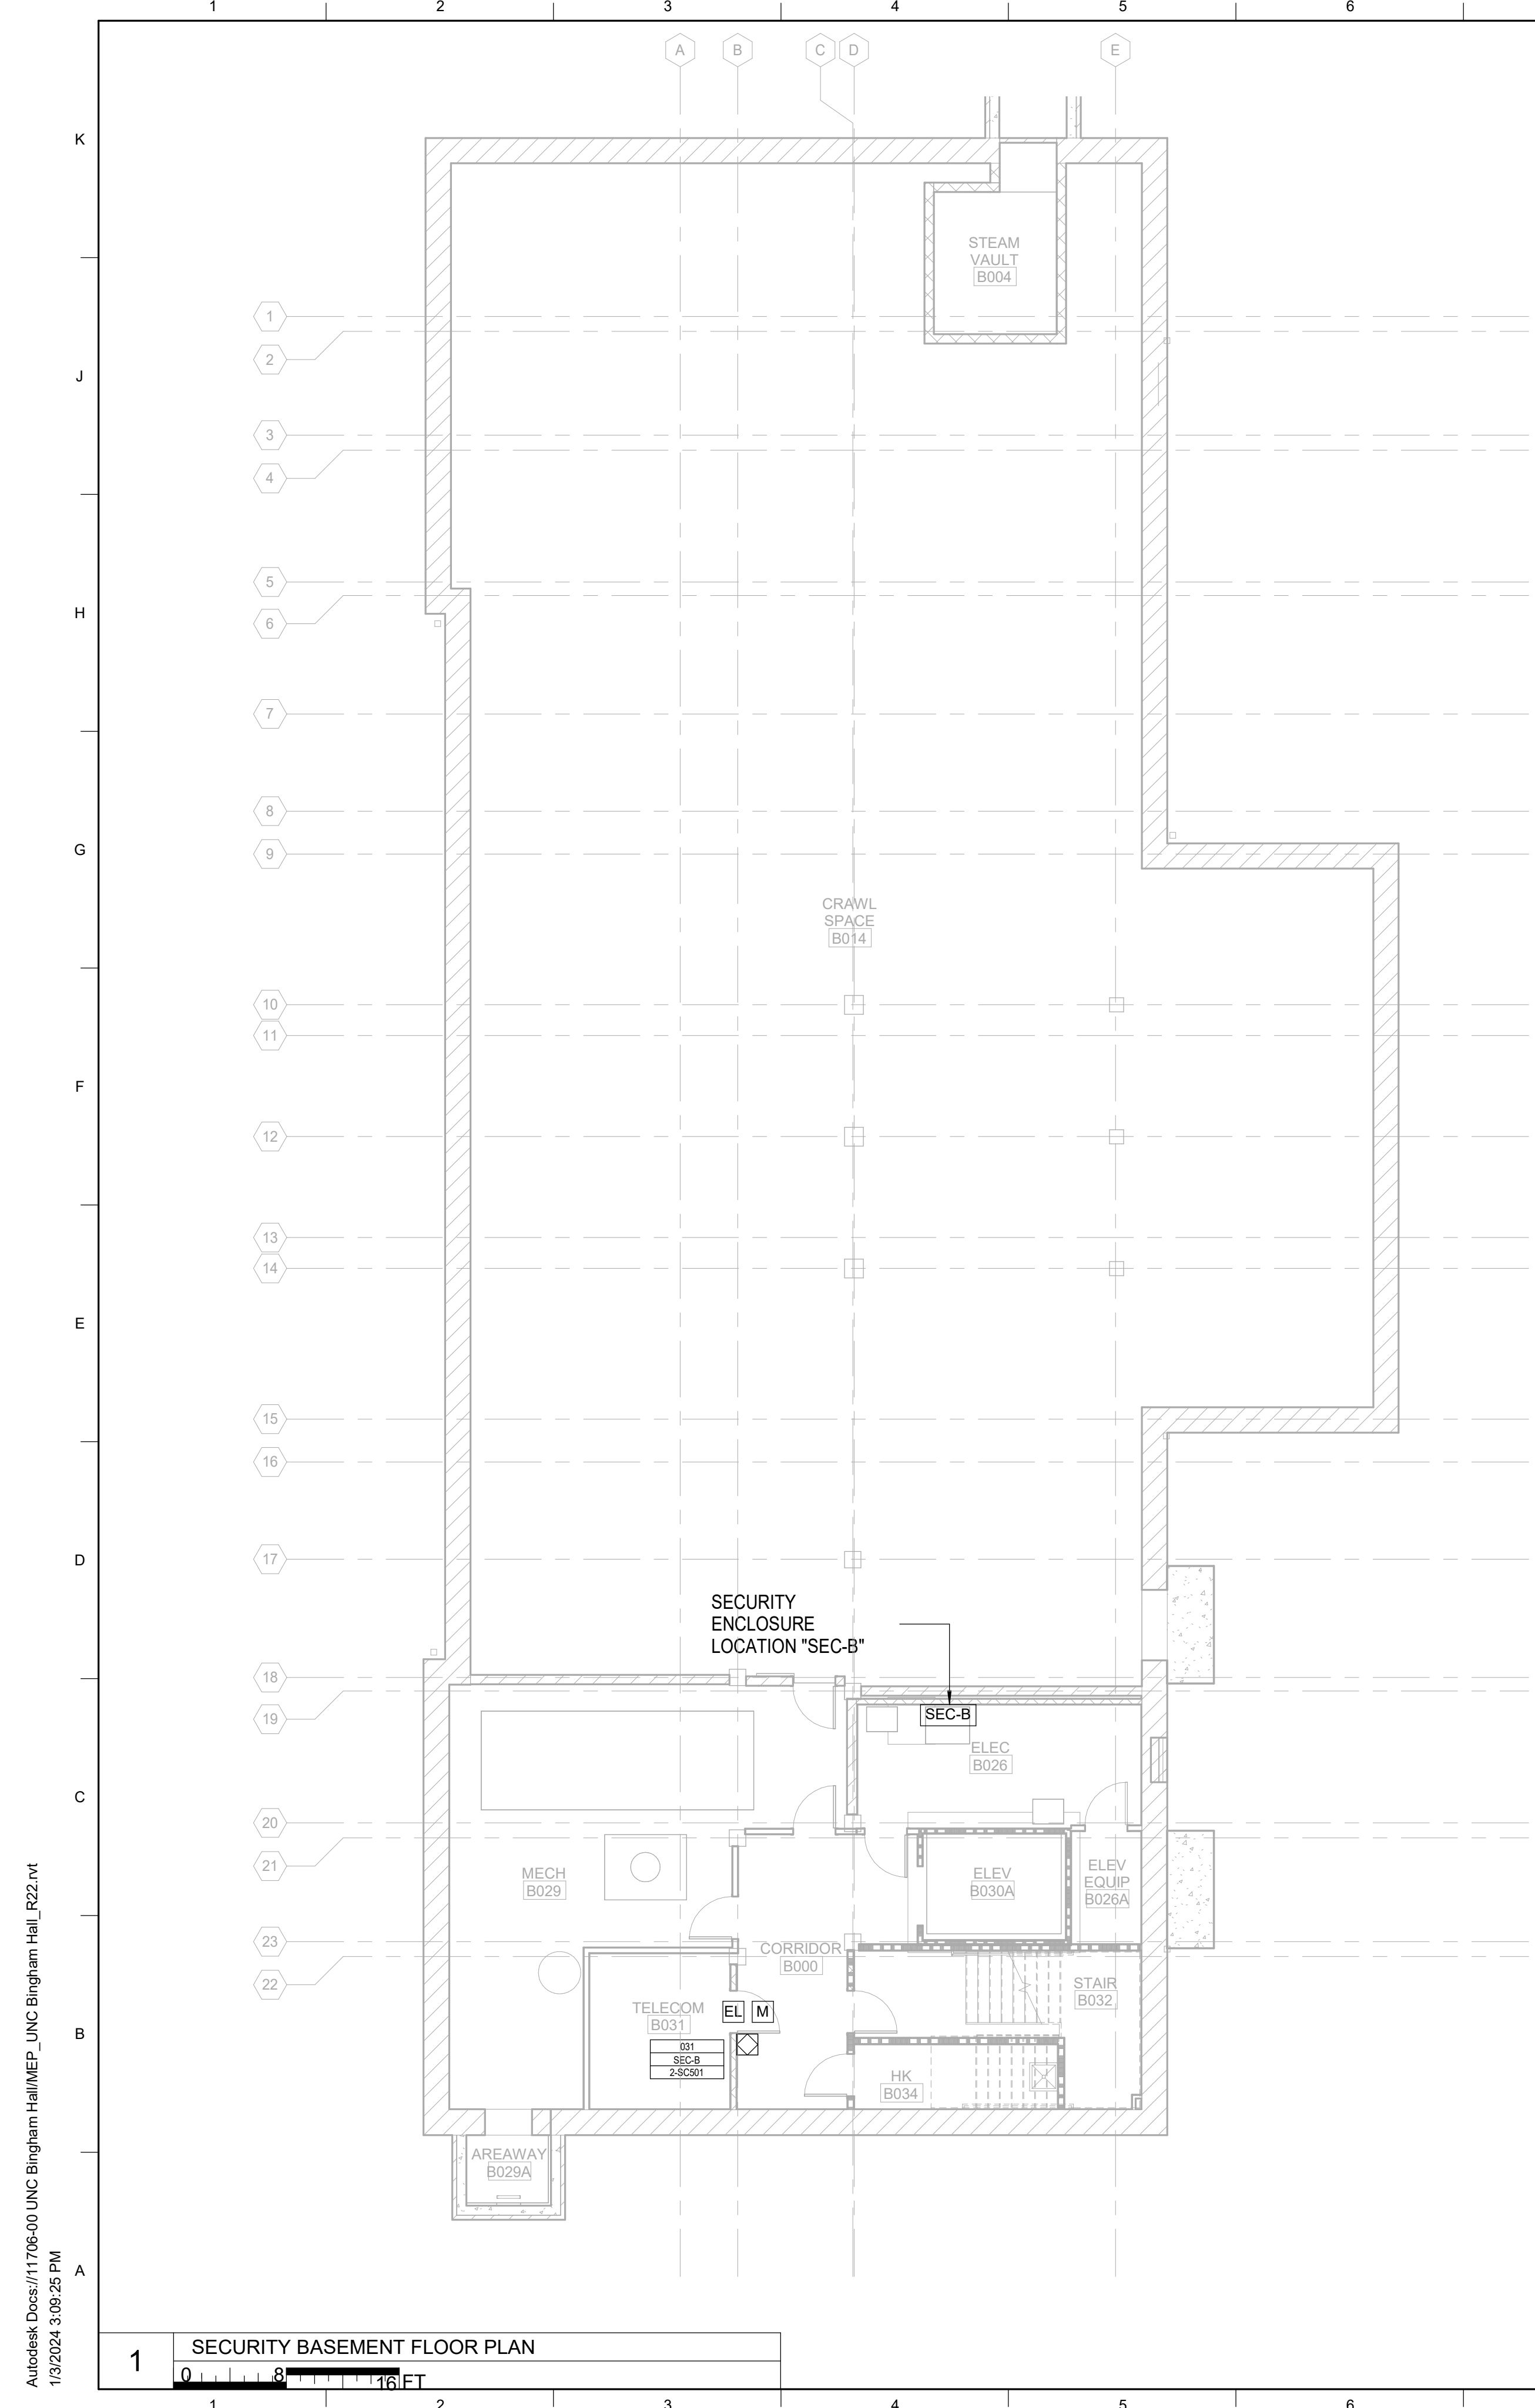 1 2 3 4 5 6
A B C D E
K
STEAM
VAULT
B004
1
2
J
3
4
5
H
6
7
8
G
9
CRAWL
SPACE
B014
10
11
F
12
13
14
E
15
16
D
17
SECURITY
ENCLOSURE
LOCATION "SEC-B"
18
19
SEC-B
ELEC
B026
C
20
21
MECH
B029
ELEV
B030A
ELEV
EQUIP
B026A
23
CORRIDOR
B000
22
STAIR
B032
TELECOM
B031
EL M
B
031
SEC-B
2-SC501
HK
B034
AREAWAY
B029A
A
Autodesk Docs://11706-00 UNC Bingham Hall/MEP_UNC Bingham Hall_R22.rvt
1/3/2024 3:09:25 PM
1 SECURITY BASEMENT FLOOR PLAN
0 8 16 FT
1 2 3 4 5 6